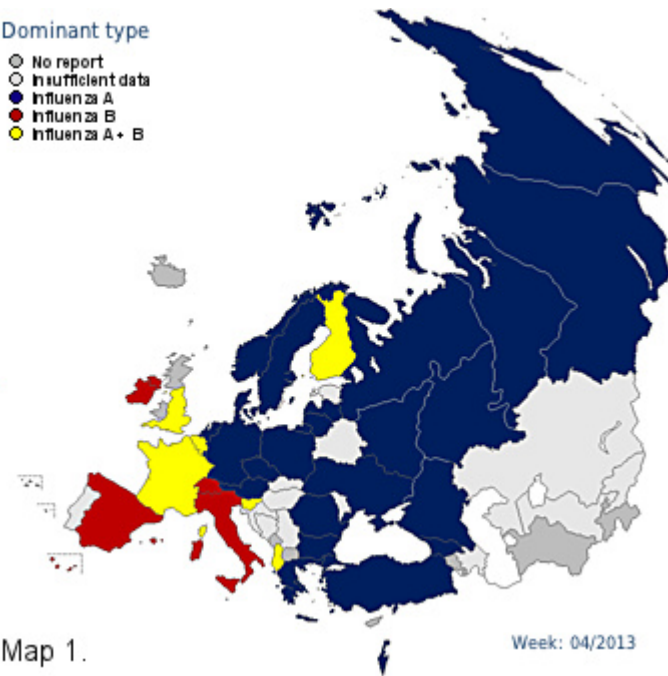 Dominant type
No report
Insufficient data
Influenza A
Influenza B
Influenza A + B
Map 1.
Week: 04/2013